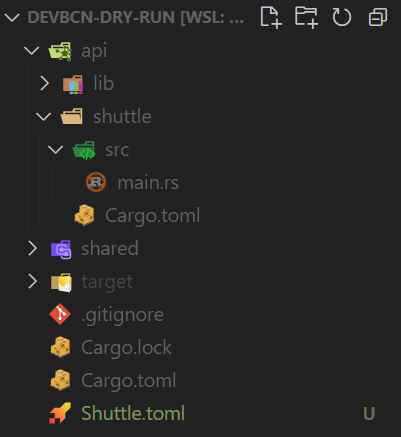 DEVBCN-DRY-RUN [WSL: ...
api
lib
shuttle
src
main.rs
Cargo.toml
shared
target
.gitignore
Cargo.lock
Cargo.toml
Shuttle.toml U